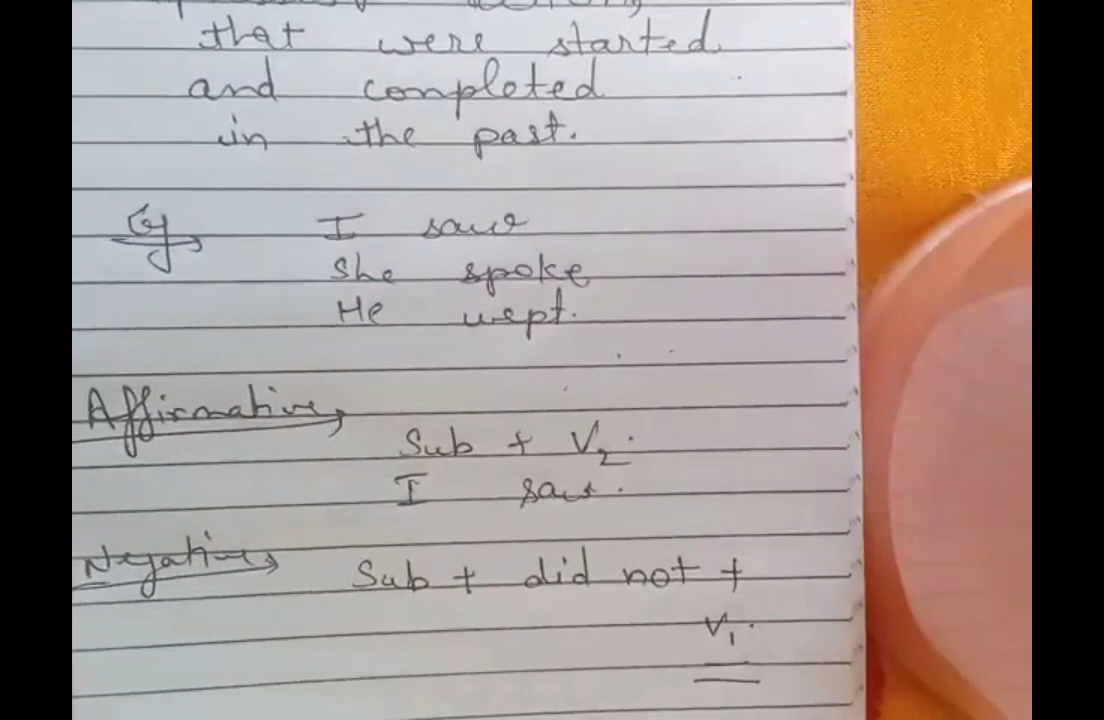 that were started
and completed
in the past.
Eg I saw
She spoke
He wept.
Affirmative
Sub + V2.
I saw.
Negative Sub + did not +
V1.